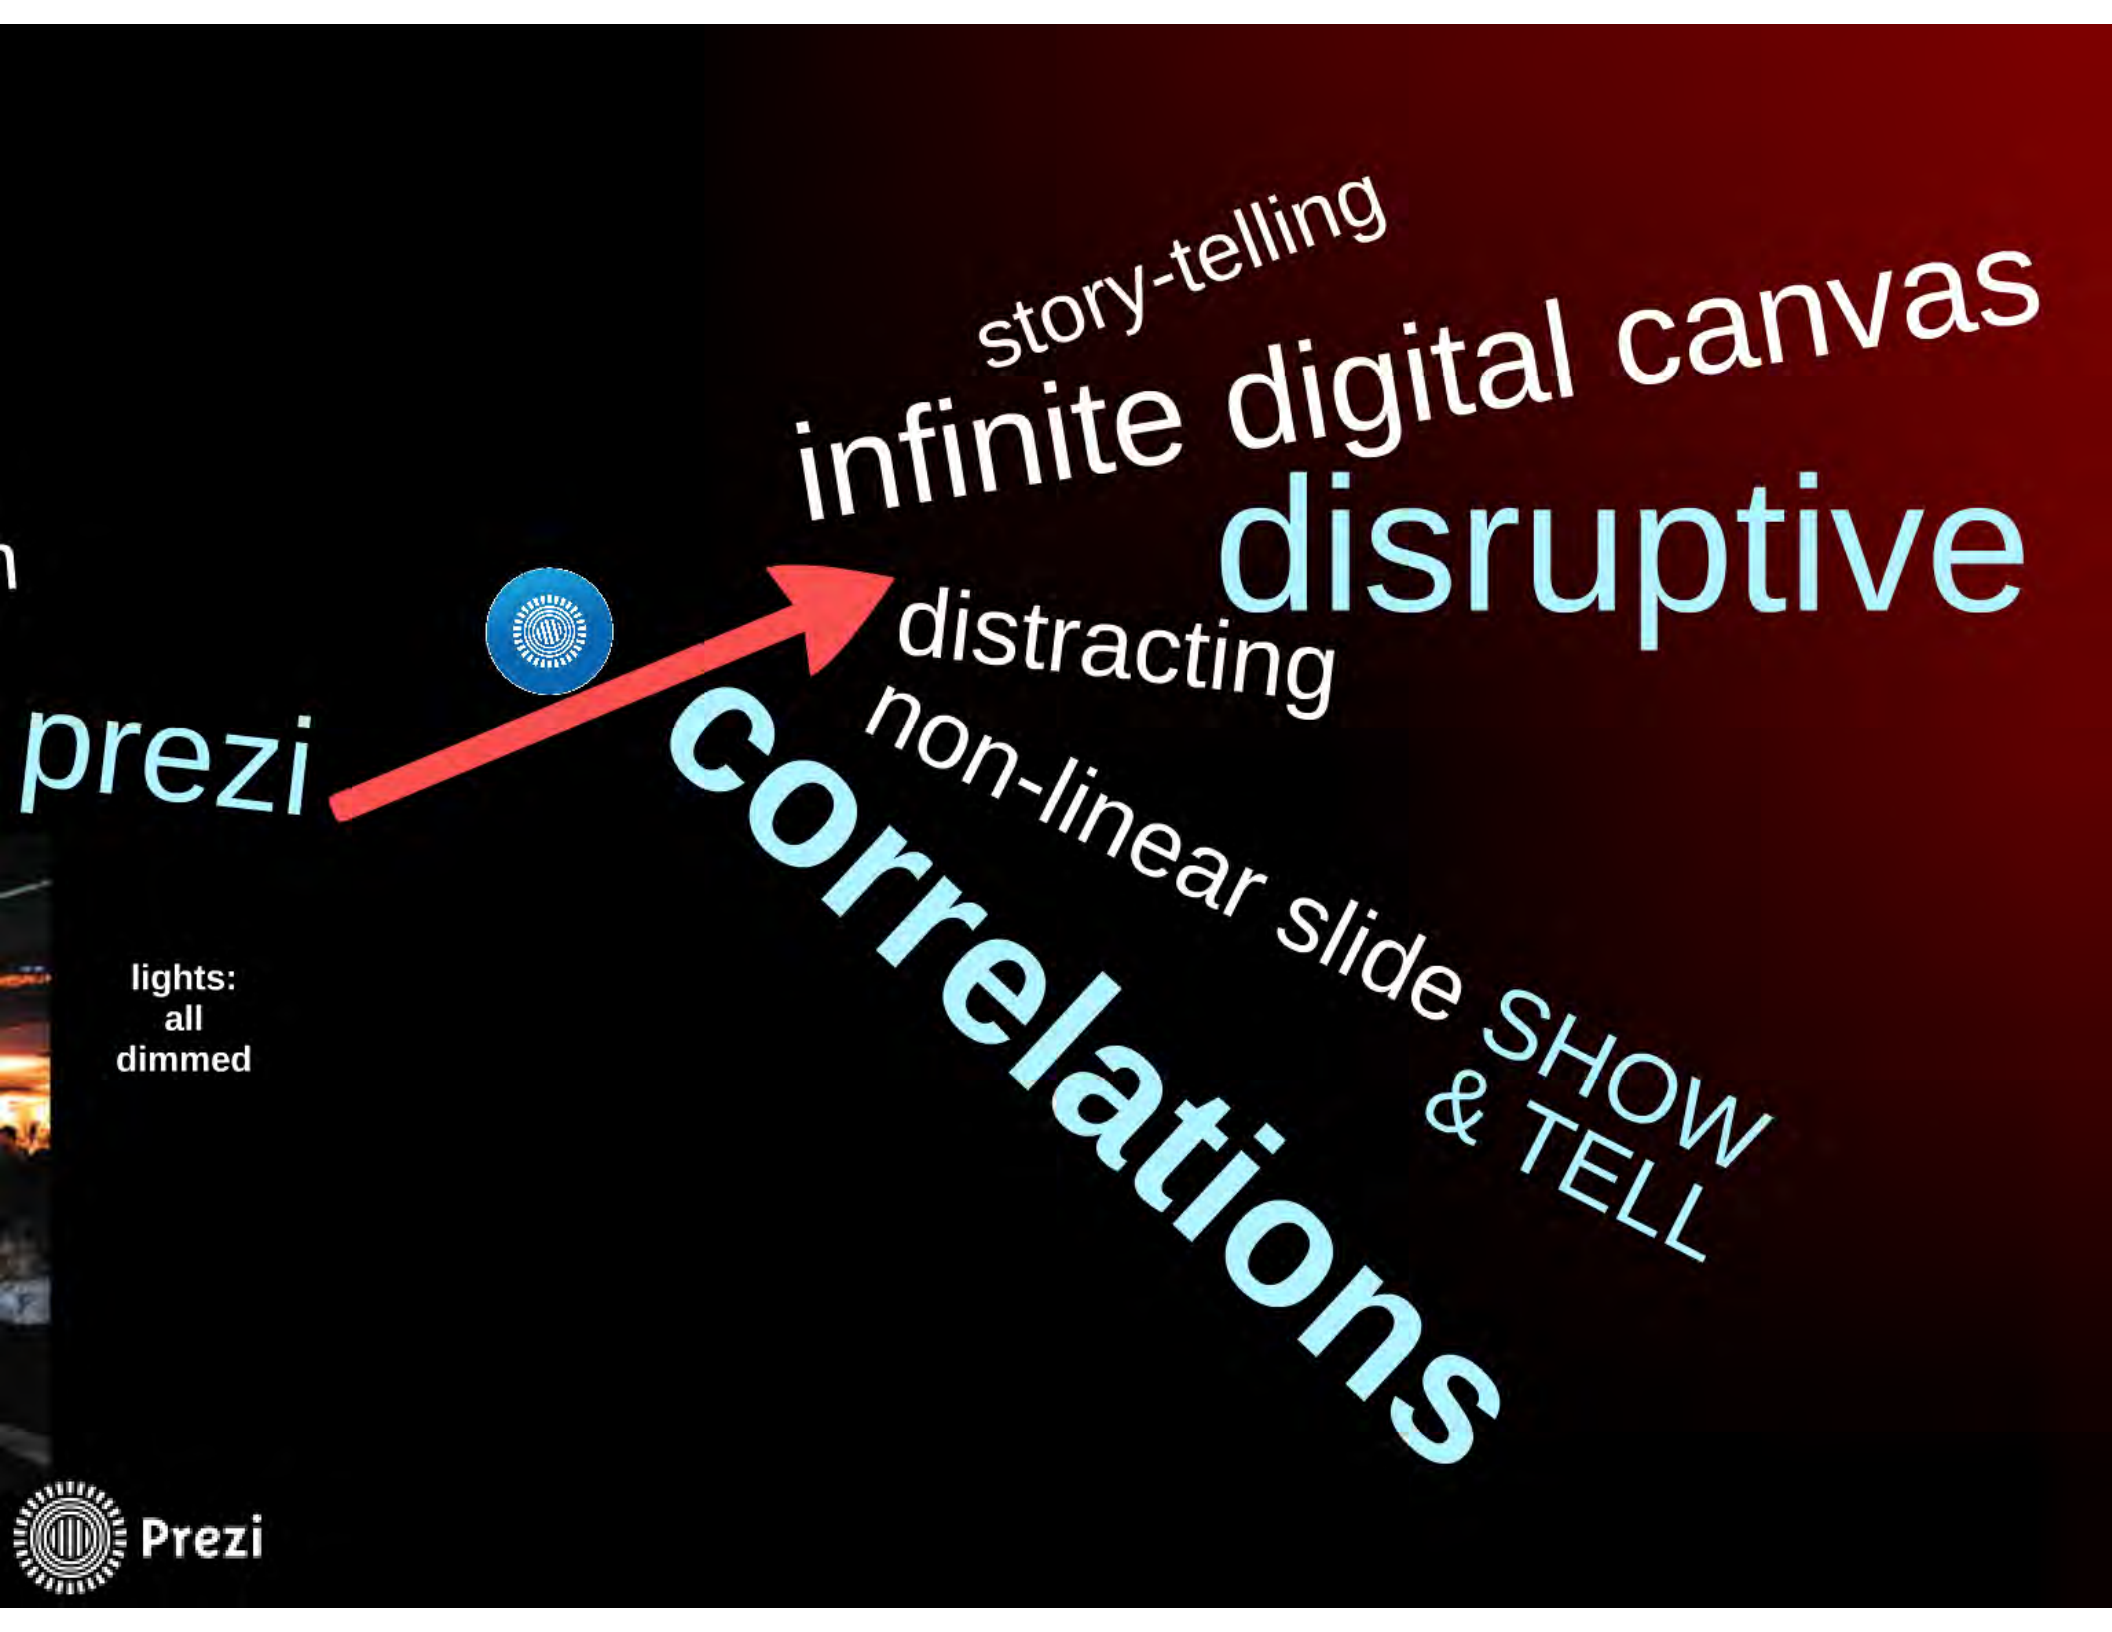 story-telling
infinite digital canvas
disruptive
distracting
non-linear slide
SHOW
& TELL
correlations
prezi
lights:
all
dimmed
Prezi